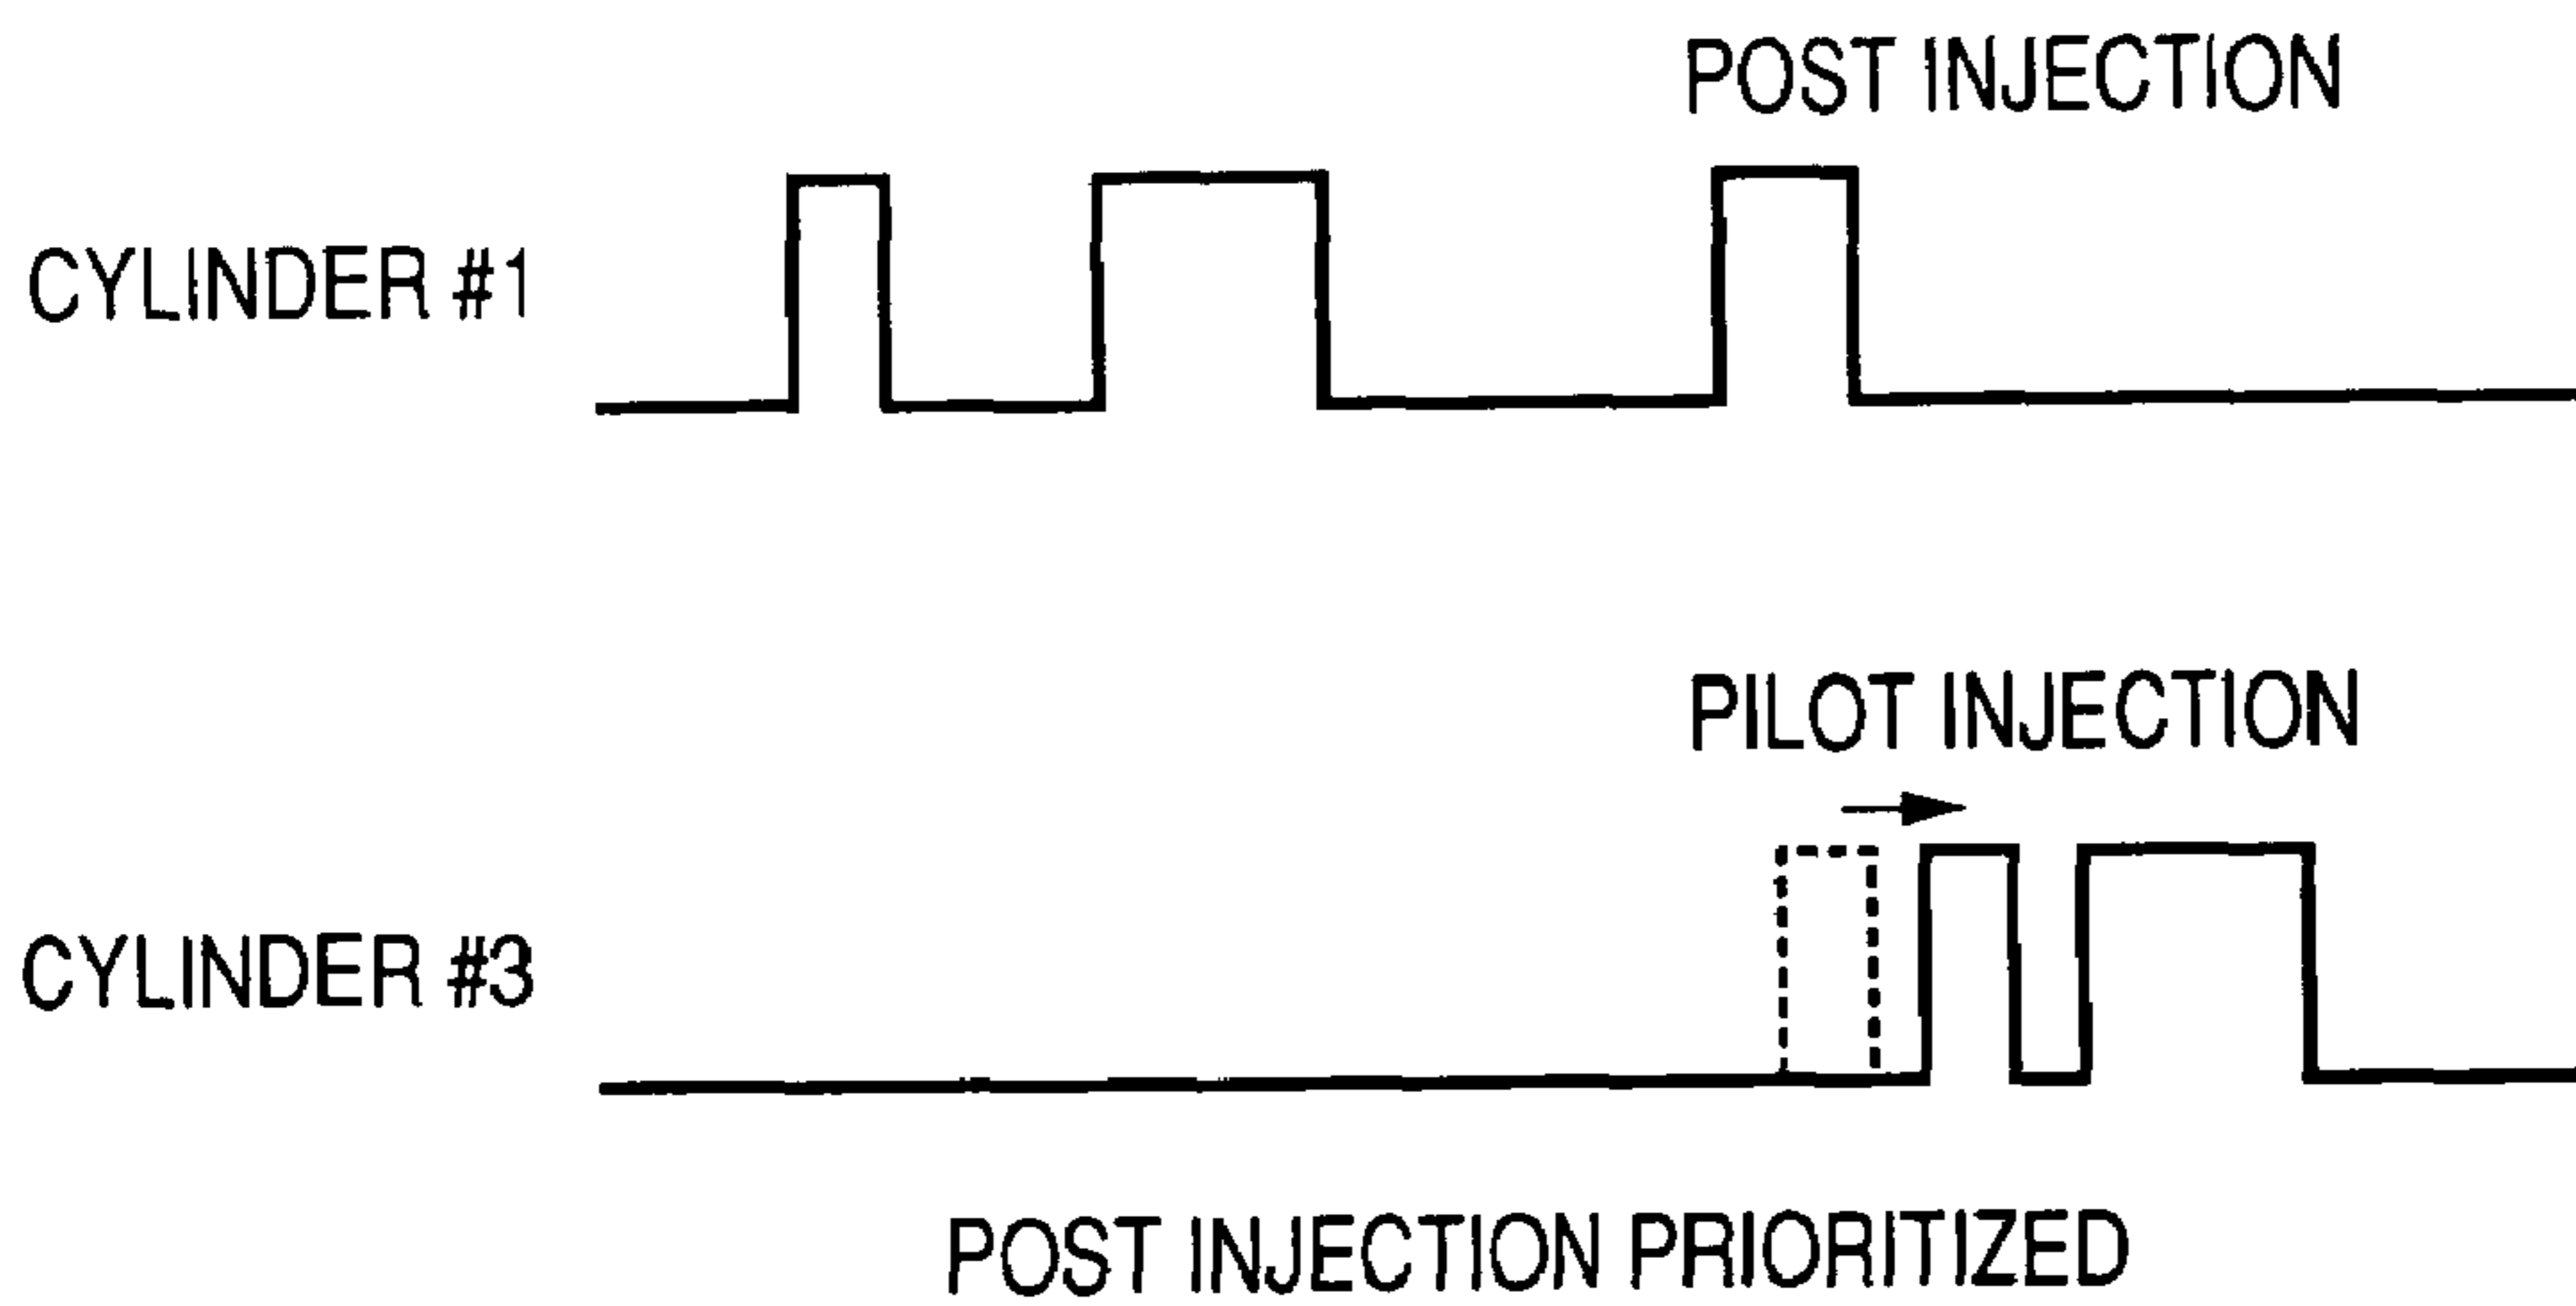 POST INJECTION
CYLINDER #1
PILOT INJECTION
CYLINDER #3
POST INJECTION PRIORITIZED